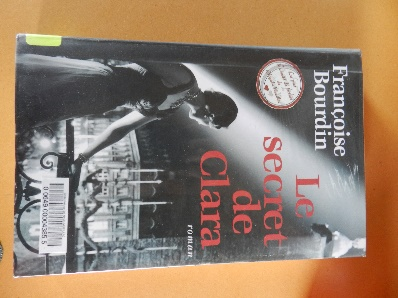 Françoise
Bourdin
Le
secret
de
Clara
roman